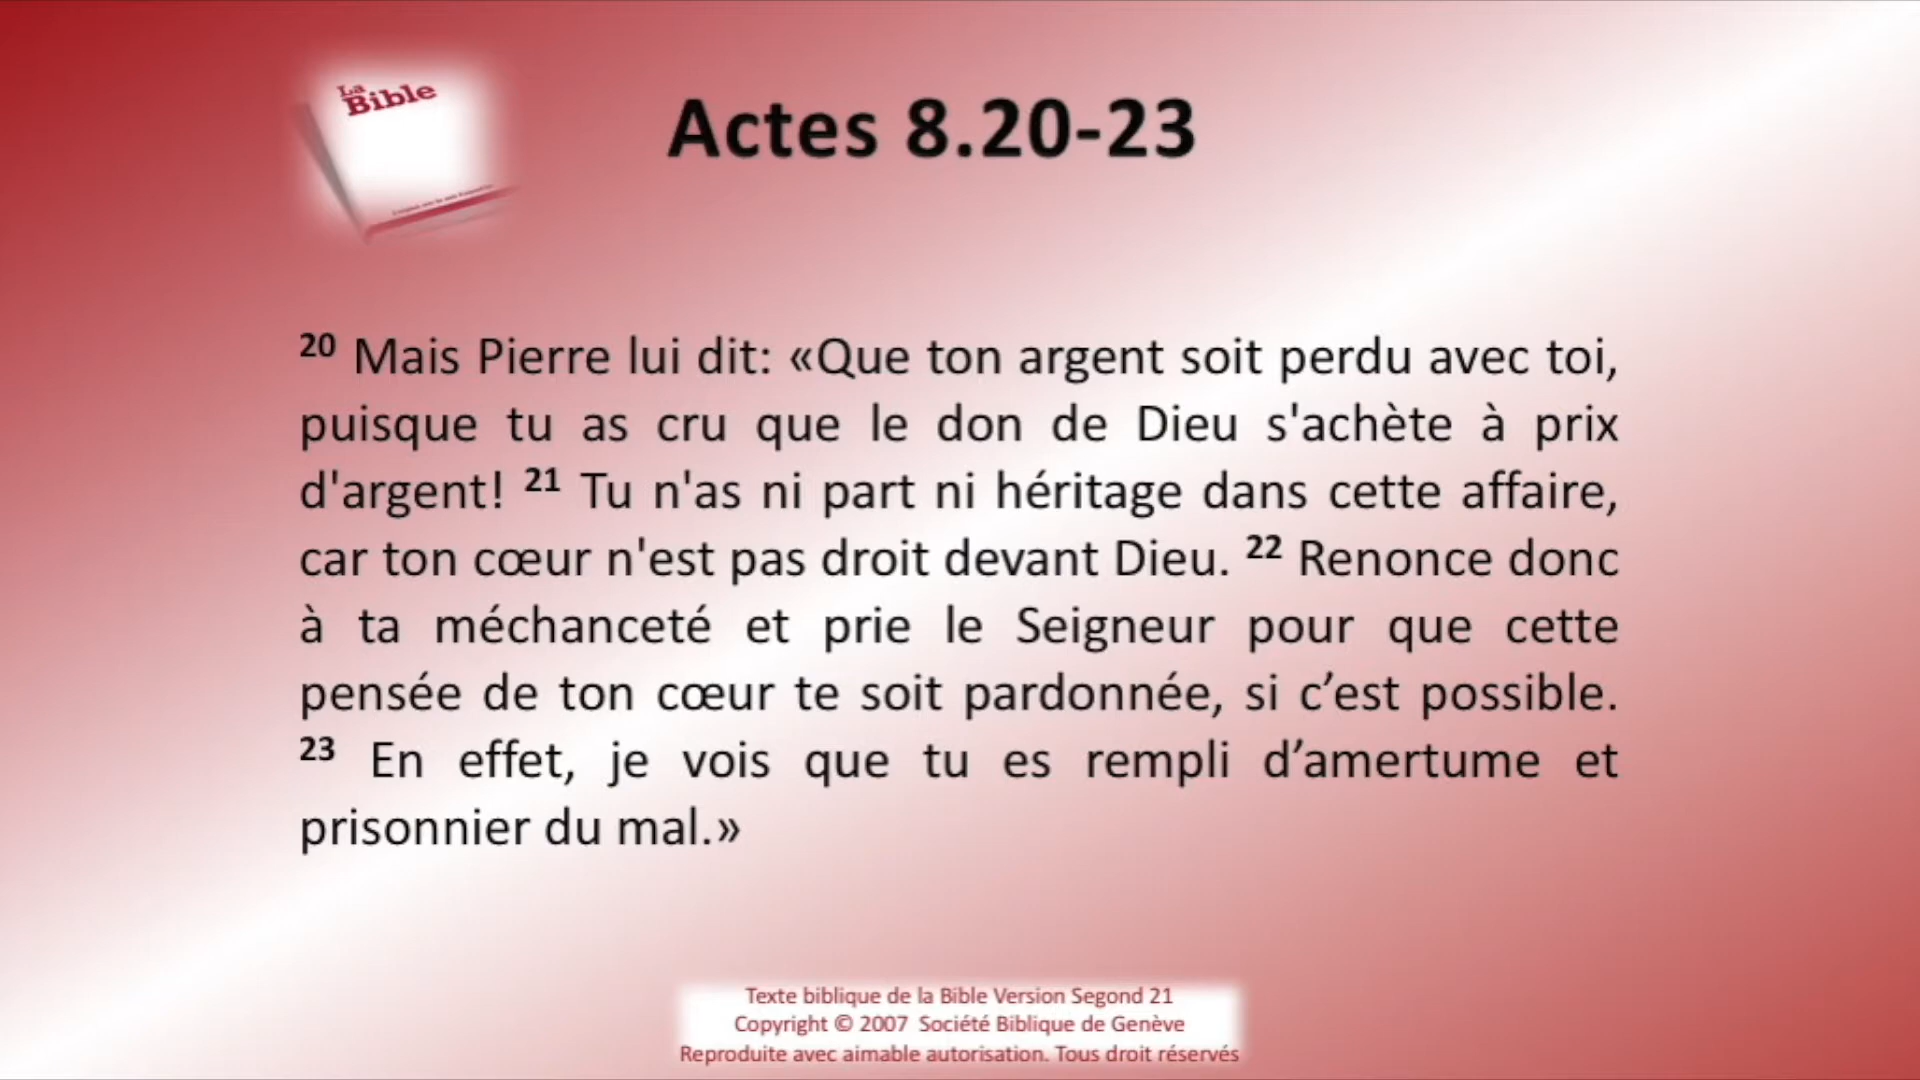 La
Bible
Actes 8.20-23
20 Mais Pierre lui dit: «Que ton argent soit perdu avec toi,
puisque tu as cru que le don de Dieu s'achète à prix
d'argent! 21 Tu n'as ni part ni héritage dans cette affaire,
car ton cœur n'est pas droit devant Dieu. 22 Renonce donc
à ta méchanceté et prie le Seigneur pour que cette
pensée de ton cœur te soit pardonnée, si c’est possible.
23 En effet, je vois que tu es rempli d’amertume et
prisonnier du mal.»
Texte biblique de la Bible Version Segond 21
Copyright © 2007 Société Biblique de Genève
Reproduite avec aimable autorisation. Tous droit réservés